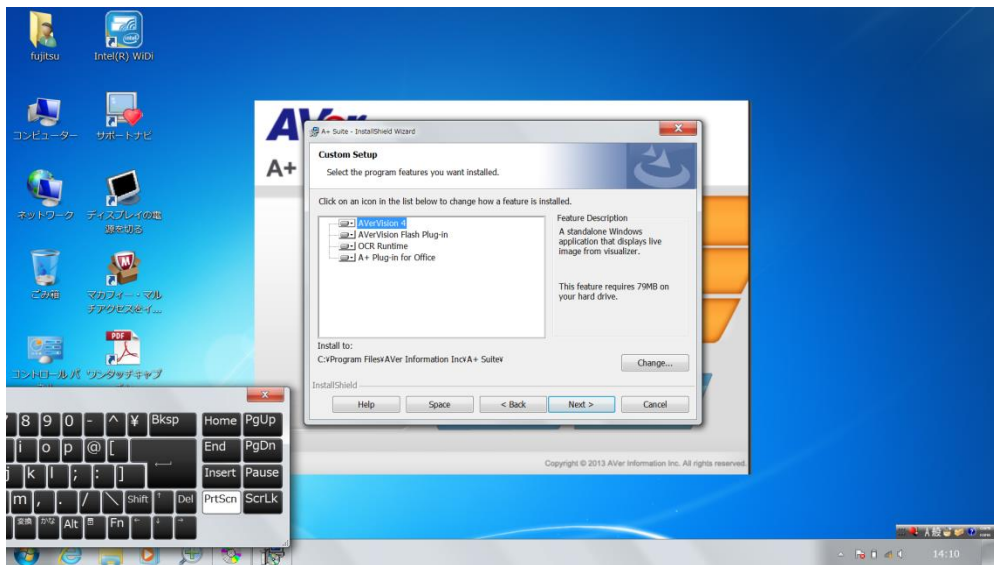 fujitsu
Intel(R) WiDi
コンピューター
サポートナビ
ネットワーク
ディスプレイの電
源を切る
ごみ箱
マカフィー・マル
チアクセス・イ...
PDF
コントロール パ
ワンタッチキャプ
AVer
A+
A+ Suite - InstallShield Wizard
Custom Setup
Select the program features you want installed.
Click on an icon in the list below to change how a feature is installed.
AVerVision 4
AVerVision Flash Plug-in
OCR Runtime
A+ Plug-in for Office
Feature Description
A standalone Windows
application that displays live
image from visualizer.
This feature requires 79MB on
your hard drive.
Install to:
C:¥Program Files¥AVer Information Inc¥A+ Suite¥
Change...
InstallShield
Help Space < Back Next > Cancel
Copyright © 2013 AVer Information Inc. All rights reserved.
7 8 9 0 - ^ ¥ Bksp Home PgUp
i o p @ [ End PgDn
j k l ; : ] Insert Pause
m , . / \ Shift ↑ Del PrtScn ScrLk
変換 かな Alt Fn ← ↓ →
A 般
14:10